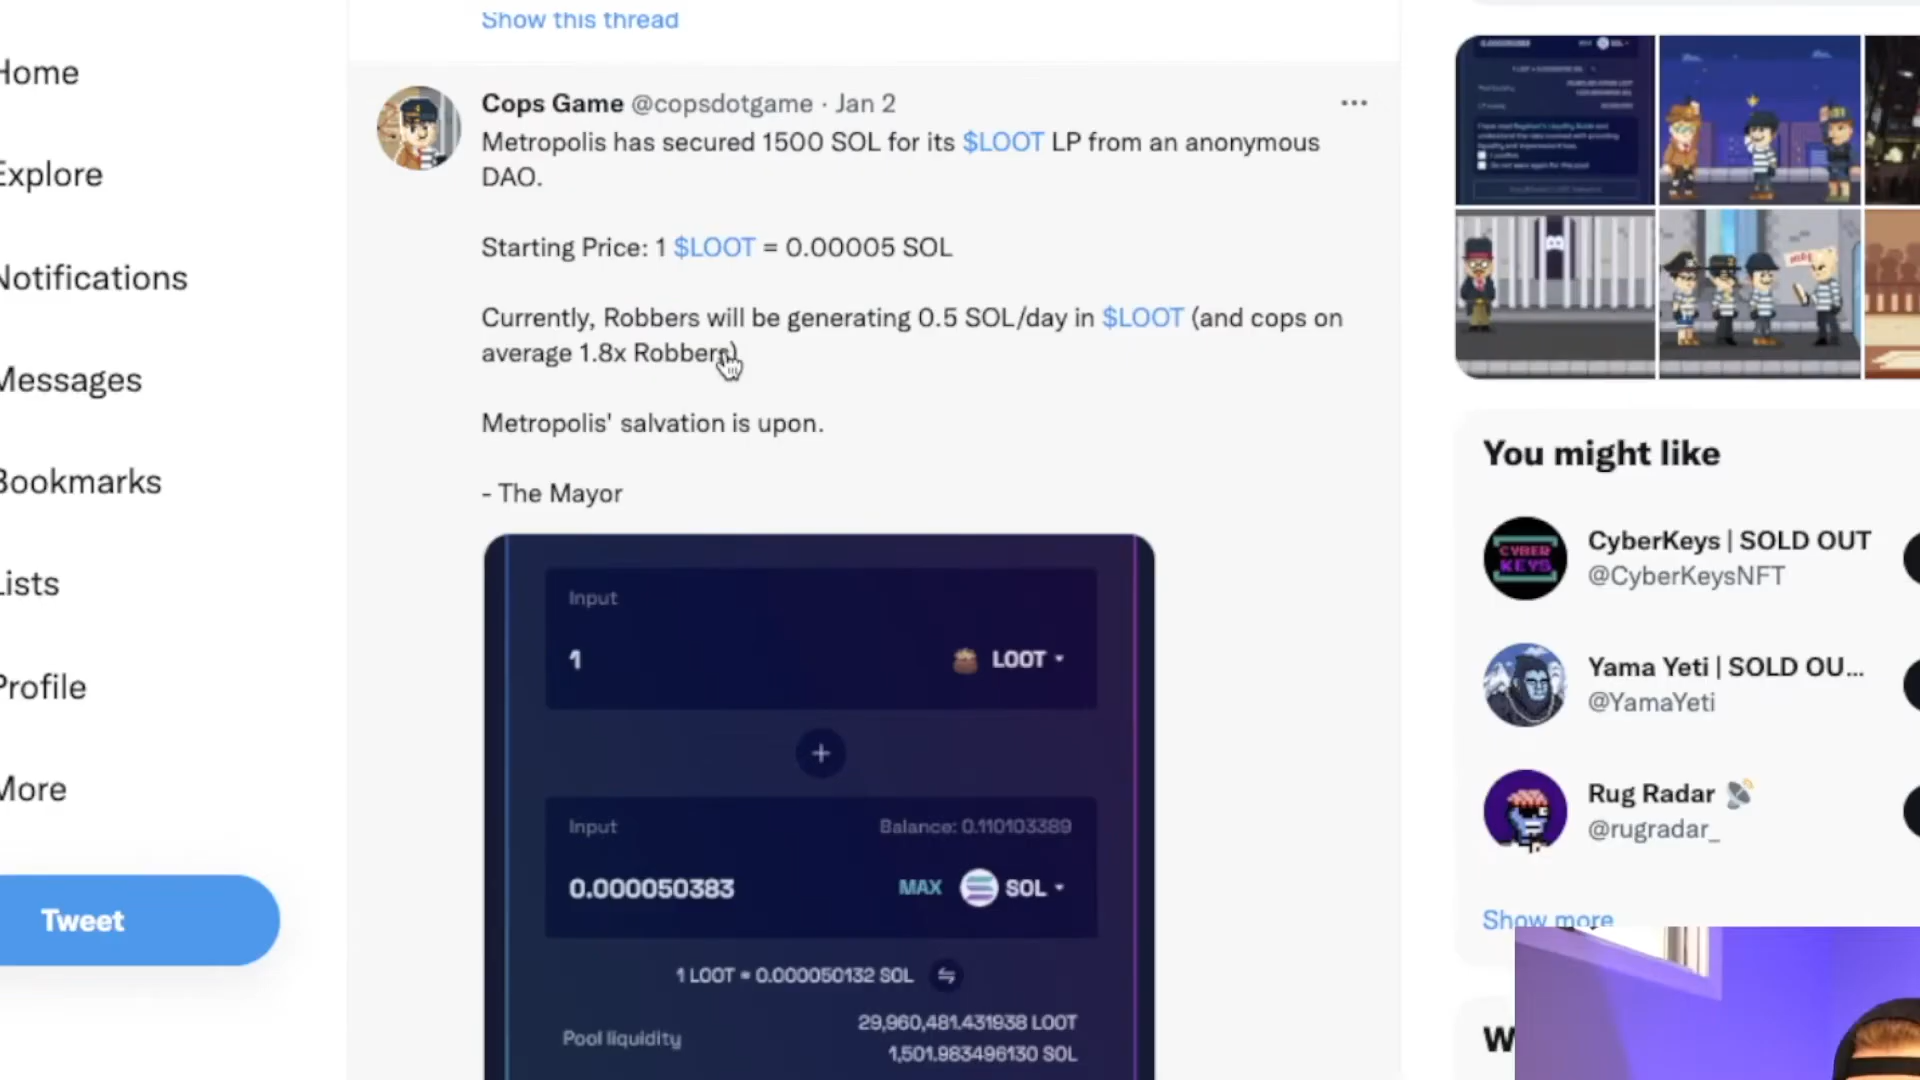 Show this thread
Home
Explore
Notifications
Messages
Bookmarks
Lists
Profile
More
Tweet
Cops Game @copsdotgame · Jan 2
Metropolis has secured 1500 SOL for its $LOOT LP from an anonymous
DAO.
Starting Price: 1 $LOOT = 0.00005 SOL
Currently, Robbers will be generating 0.5 SOL/day in $LOOT (and cops on
average 1.8x Robbers)
Metropolis' salvation is upon.
- The Mayor
Input
1
LOOT
Input
Balance: 0.110103389
0.000050383
MAX
SOL
1 LOOT = 0.000050132 SOL
Pool liquidity
29,960,481.431938 LOOT
1,501.983496130 SOL
You might like
CYBER
KEYS
CyberKeys | SOLD OUT
@CyberKeysNFT
Yama Yeti | SOLD OU...
@YamaYeti
Rug Radar
@rugradar_
Show more
W